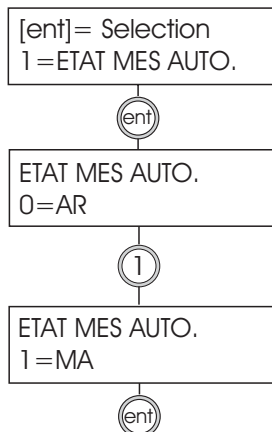 [ent]= Selection
1=ETAT MES AUTO.
ent
ETAT MES AUTO.
0=AR
1
ETAT MES AUTO.
1=MA
ent